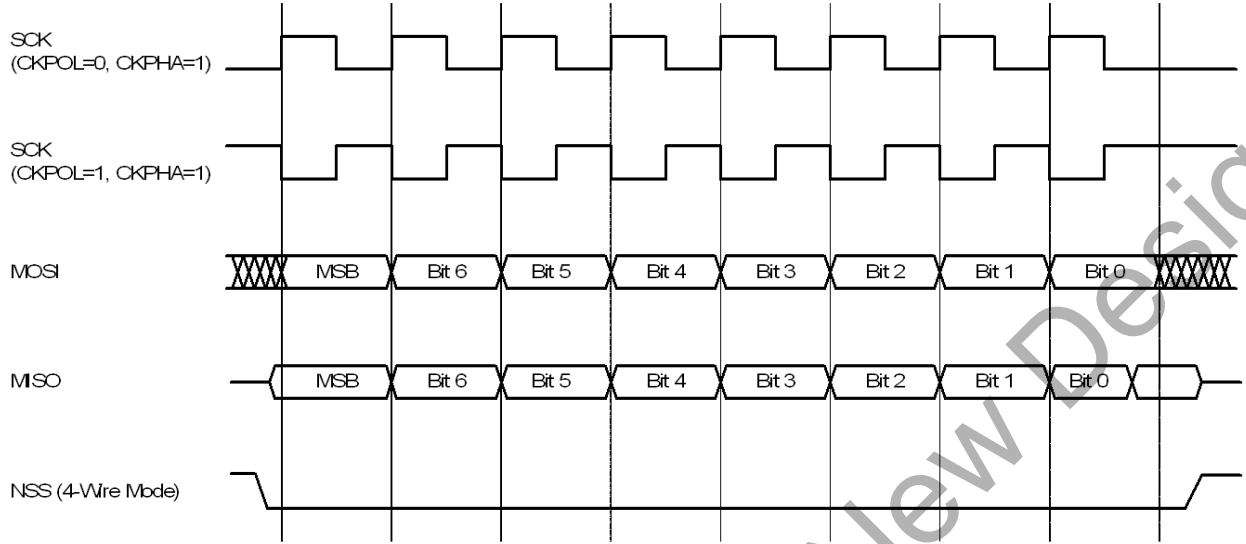 SCK
(CKPOL=0, CKPHA=1)
SCK
(CKPOL=1, CKPHA=1)
MOSI
MSB Bit 6 Bit 5 Bit 4 Bit 3 Bit 2 Bit 1 Bit 0
MISO
MSB Bit 6 Bit 5 Bit 4 Bit 3 Bit 2 Bit 1 Bit 0
NSS (4-Wire Mode)
New